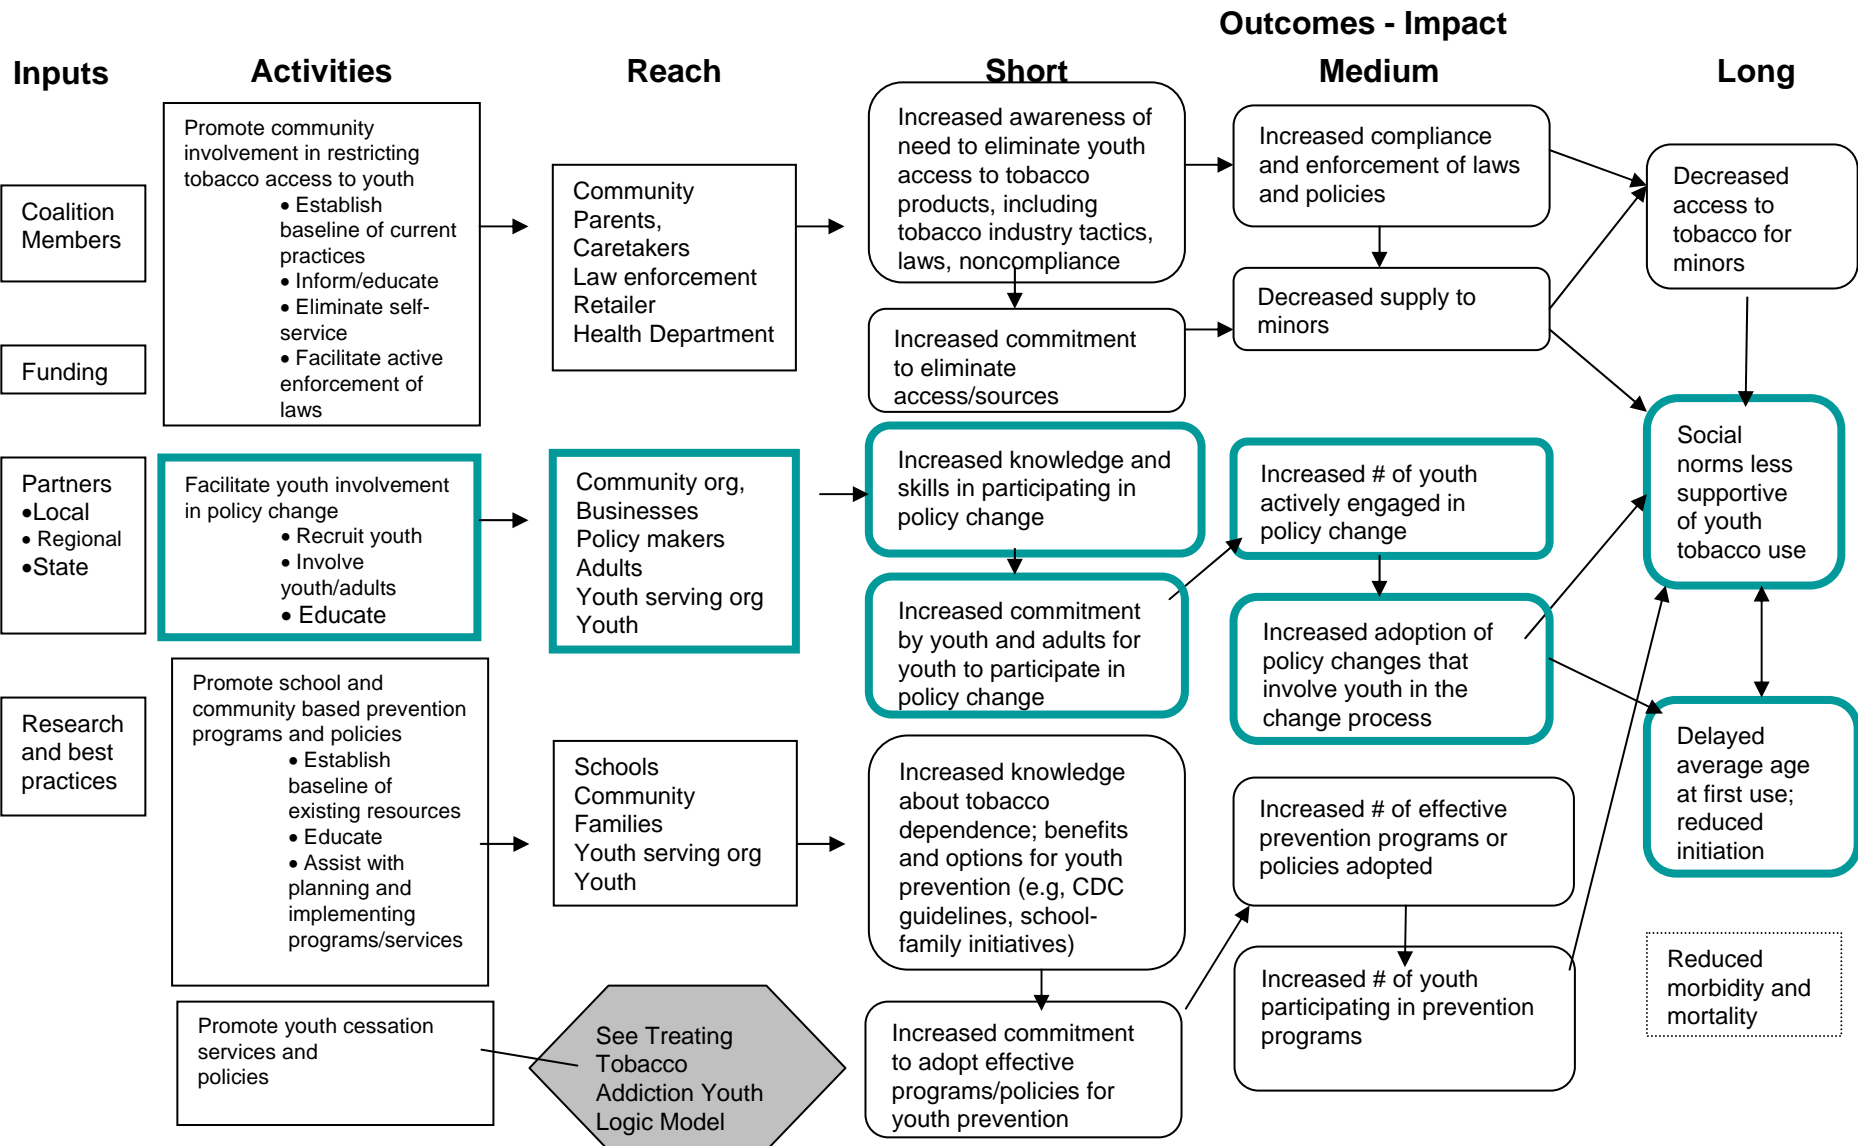 Outcomes - Impact
Inputs
Activities
Reach
Short
Medium
Long
Coalition
Members
Funding
Partners
•Local
• Regional
•State
Research
and best
practices
Promote community
involvement in restricting
tobacco access to youth
• Establish
baseline of current
practices
• Inform/educate
• Eliminate self-
service
• Facilitate active
enforcement of
laws
Facilitate youth involvement
in policy change
• Recruit youth
• Involve
youth/adults
• Educate
Promote school and
community based prevention
programs and policies
• Establish
baseline of
existing resources
• Educate
• Assist with
planning and
implementing
programs/services
Promote youth cessation
services and
policies
Community
Parents,
Caretakers
Law enforcement
Retailer
Health Department
Community org,
Businesses
Policy makers
Adults
Youth serving org
Youth
Schools
Community
Families
Youth serving org
Youth
See Treating
Tobacco
Addiction Youth
Logic Model
Increased awareness of
need to eliminate youth
access to tobacco
products, including
tobacco industry tactics,
laws, noncompliance
Increased commitment
to eliminate
access/sources
Increased knowledge and
skills in participating in
policy change
Increased commitment
by youth and adults for
youth to participate in
policy change
Increased knowledge
about tobacco
dependence; benefits
and options for youth
prevention (e.g, CDC
guidelines, school-
family initiatives)
Increased commitment
to adopt effective
programs/policies for
youth prevention
Increased compliance
and enforcement of laws
and policies
Decreased supply to
minors
Increased # of youth
actively engaged in
policy change
Increased adoption of
policy changes that
involve youth in the
change process
Increased # of effective
prevention programs or
policies adopted
Increased # of youth
participating in prevention
programs
Decreased
access to
tobacco for
minors
Social
norms less
supportive
of youth
tobacco use
Delayed
average age
at first use;
reduced
initiation
Reduced
morbidity and
mortality